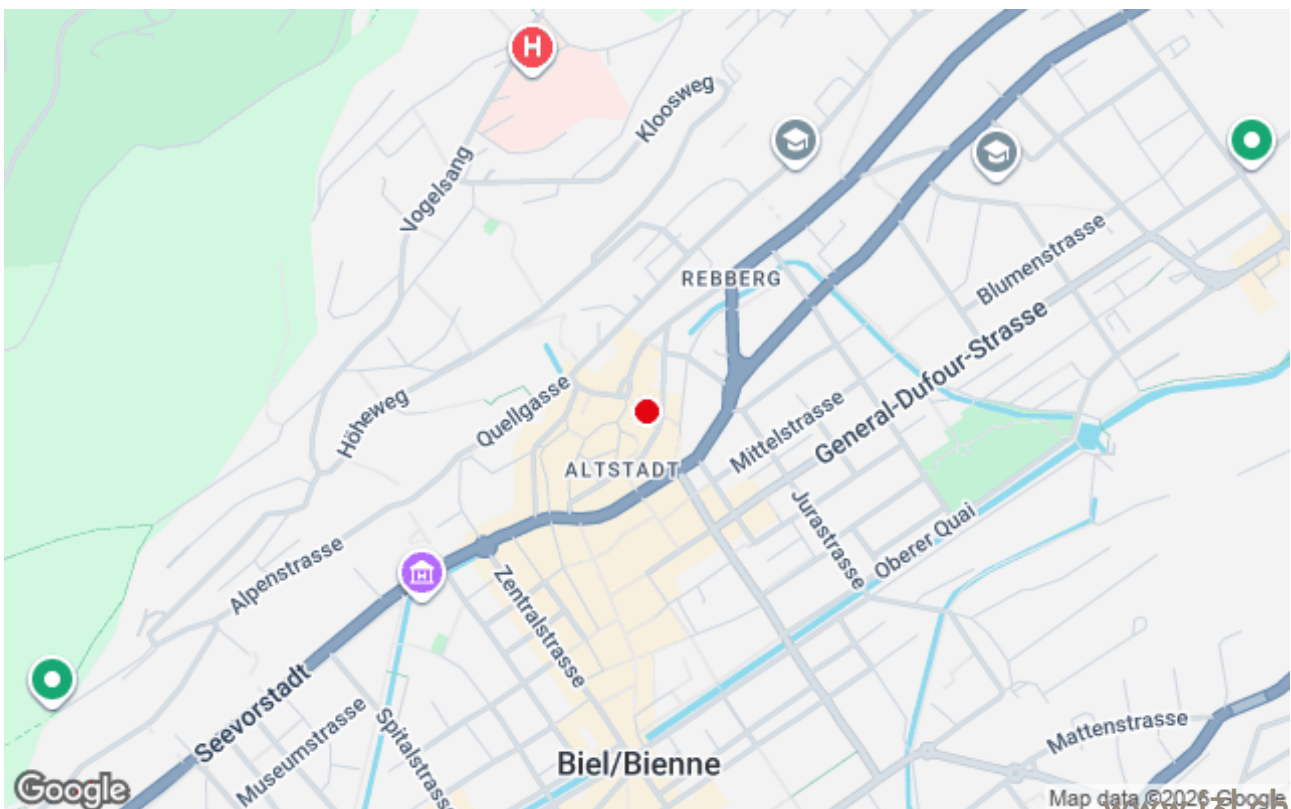 H
Kloosweg
Vogelsang
REBBERG
Blumenstrasse
General-Dufour-Strasse
Höheweg
Quellgasse
Mittelstrasse
ALTSTADT
Jurastrasse
Oberer Quai
Alpenstrasse
Zentralstrasse
Seevorstadt
Museumstrasse
Spitalstrasse
Mattenstrasse
Biel/Bienne
Google
Map data ©2026 Google